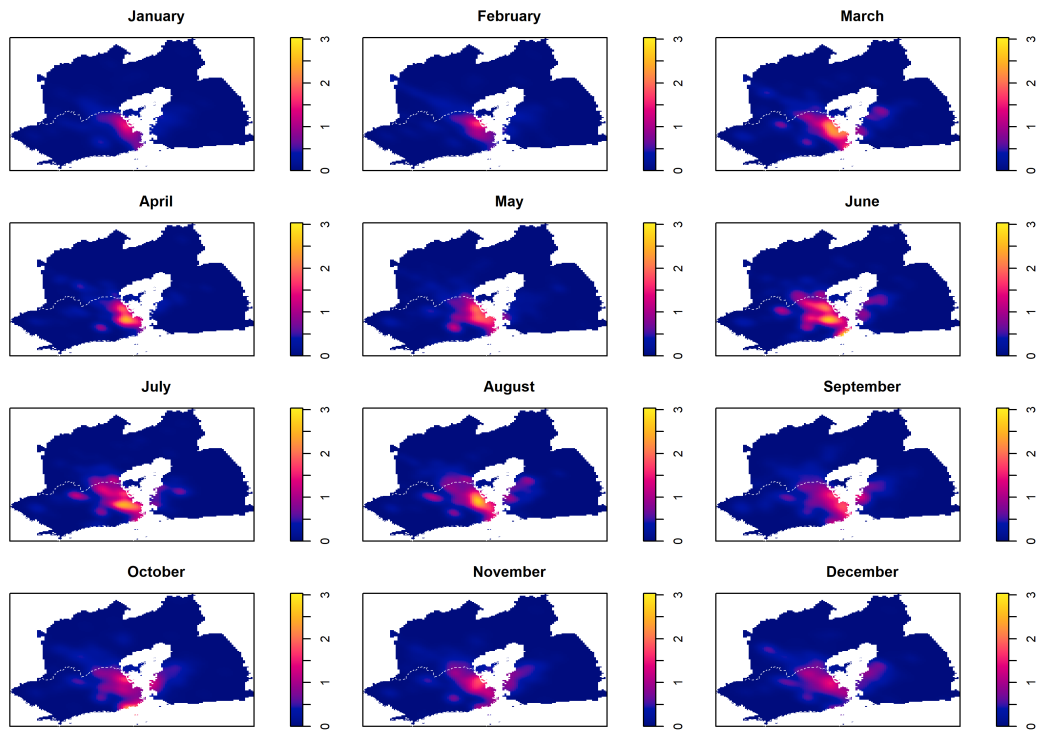 January February March
0 1 2 3 0 1 2 3 0 1 2 3
April May June
0 1 2 3 0 1 2 3 0 1 2 3
July August September
0 1 2 3 0 1 2 3 0 1 2 3
October November December
0 1 2 3 0 1 2 3 0 1 2 3